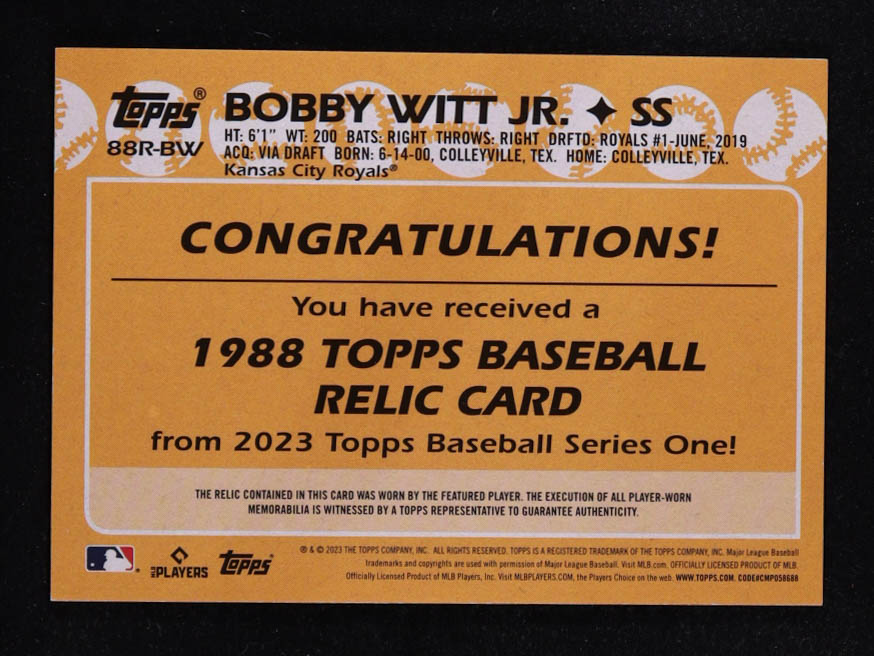 Topps®
88R-BW
BOBBY WITT JR. ✦ SS
HT: 6'1" WT: 200 BATS: RIGHT THROWS: RIGHT DRFTD: ROYALS #1-JUNE, 2019
ACQ: VIA DRAFT BORN: 6-14-00, COLLEYVILLE, TEX. HOME: COLLEYVILLE, TEX.
Kansas City Royals®
CONGRATULATIONS!
You have received a
1988 TOPPS BASEBALL
RELIC CARD
from 2023 Topps Baseball Series One!
THE RELIC CONTAINED IN THIS CARD WAS WORN BY THE FEATURED PLAYER. THE EXECUTION OF ALL PLAYER-WORN
MEMORABILIA IS WITNESSED BY A TOPPS REPRESENTATIVE TO GUARANTEE AUTHENTICITY.
MLB PLAYERS
Topps®
® & © 2023 THE TOPPS COMPANY, INC. ALL RIGHTS RESERVED. TOPPS IS A REGISTERED TRADEMARK OF THE TOPPS COMPANY, INC. Major League Baseball
trademarks and copyrights are used with permission of Major League Baseball. Visit MLB.com. OFFICIALLY LICENSED PRODUCT OF MLB.
Officially Licensed Product of MLB Players, Inc. Visit MLBPLAYERS.COM, the Players Choice on the web. WWW.TOPPS.COM. CODE#CMP058688